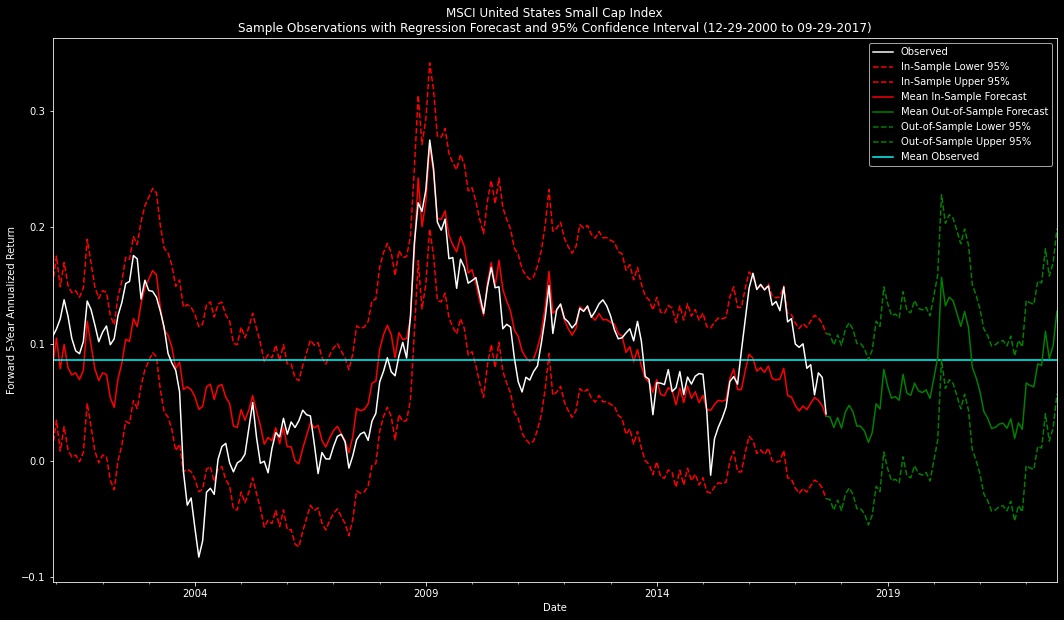 MSCI United States Small Cap Index
Sample Observations with Regression Forecast and 95% Confidence Interval (12-29-2000 to 09-29-2017)
Observed
In-Sample Lower 95%
In-Sample Upper 95%
Mean In-Sample Forecast
Mean Out-of-Sample Forecast
Out-of-Sample Lower 95%
Out-of-Sample Upper 95%
Mean Observed
Forward 5-Year Annualized Return
0.3
0.2
0.1
0.0
−0.1
2004
2009
2014
2019
Date